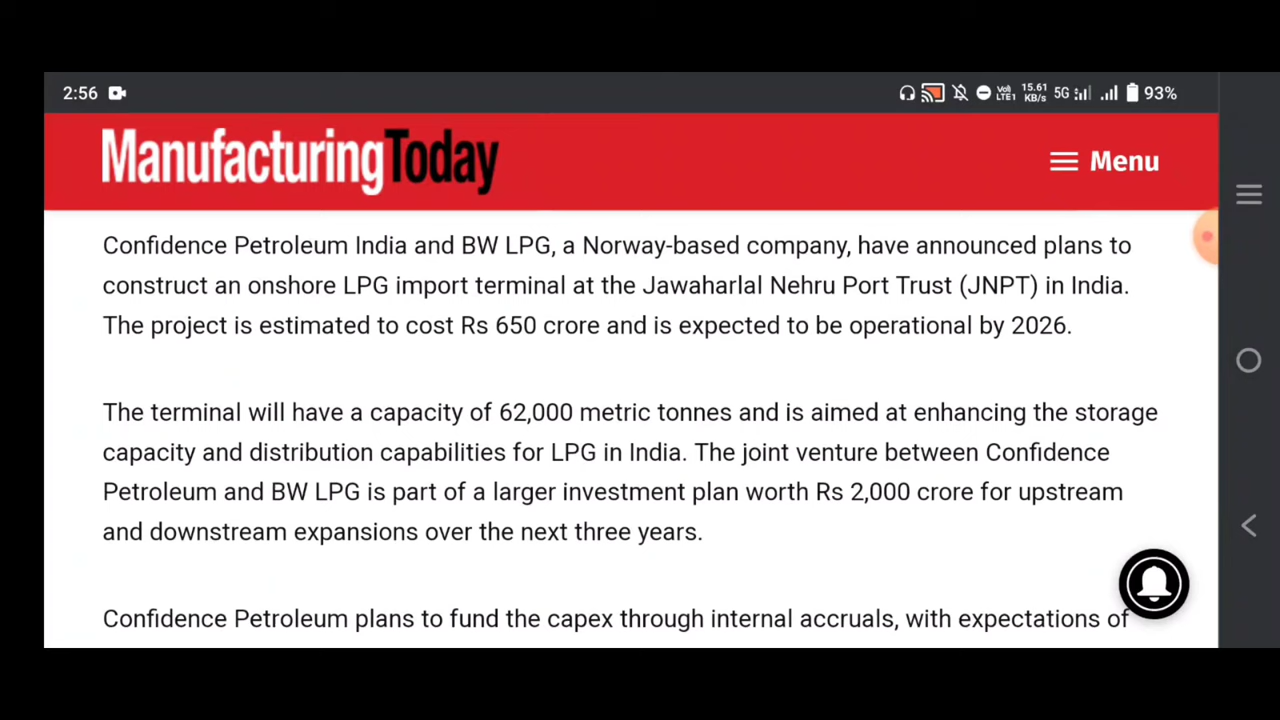 2:56 Voll LTE1 15.61 KB/s 5G 93%
ManufacturingToday Menu
Confidence Petroleum India and BW LPG, a Norway-based company, have announced plans to
construct an onshore LPG import terminal at the Jawaharlal Nehru Port Trust (JNPT) in India.
The project is estimated to cost Rs 650 crore and is expected to be operational by 2026.
The terminal will have a capacity of 62,000 metric tonnes and is aimed at enhancing the storage
capacity and distribution capabilities for LPG in India. The joint venture between Confidence
Petroleum and BW LPG is part of a larger investment plan worth Rs 2,000 crore for upstream
and downstream expansions over the next three years.
Confidence Petroleum plans to fund the capex through internal accruals, with expectations of